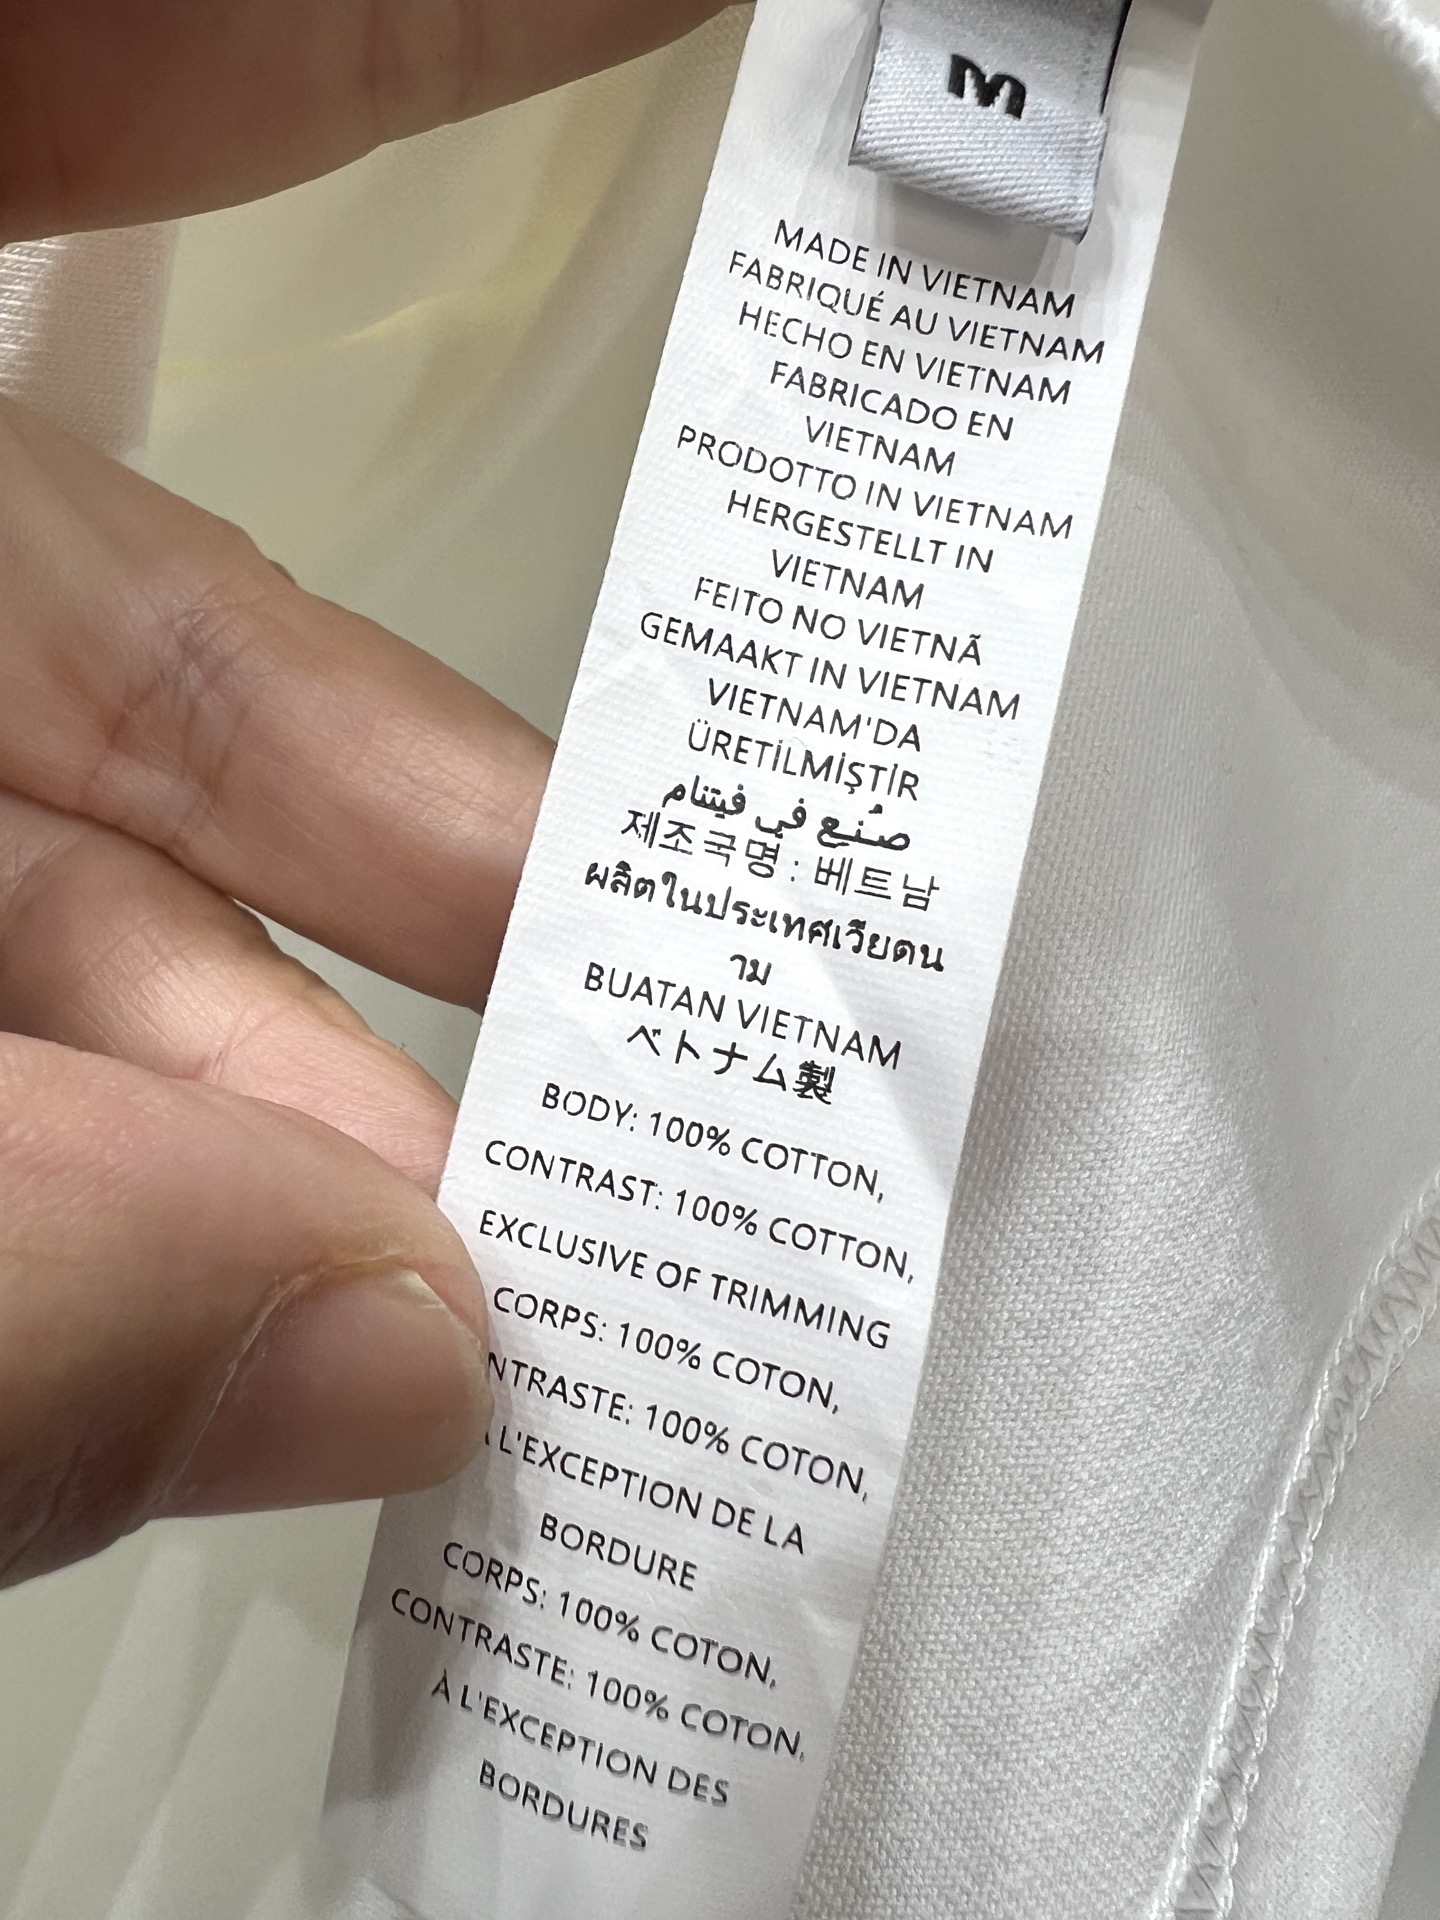 M
MADE IN VIETNAM
FABRIQUÉ AU VIETNAM
HECHO EN VIETNAM
FABRICADO EN
VIETNAM
PRODOTTO IN VIETNAM
HERGESTELLT IN
VIETNAM
FEITO NO VIETNÃ
GEMAAKT IN VIETNAM
VIETNAM'DA
ÜRETİLMİŞTİR
صُنع في فيتنام
제조국명 : 베트남
ผลิตในประเทศเวียดน
าม
BUATAN VIETNAM
ベトナム製
BODY: 100% COTTON,
CONTRAST: 100% COTTON,
EXCLUSIVE OF TRIMMING
CORPS: 100% COTON,
NTRASTE: 100% COTON,
L'EXCEPTION DE LA
BORDURE
CORPS: 100% COTON,
CONTRASTE: 100% COTON,
À L'EXCEPTION DES
BORDURES